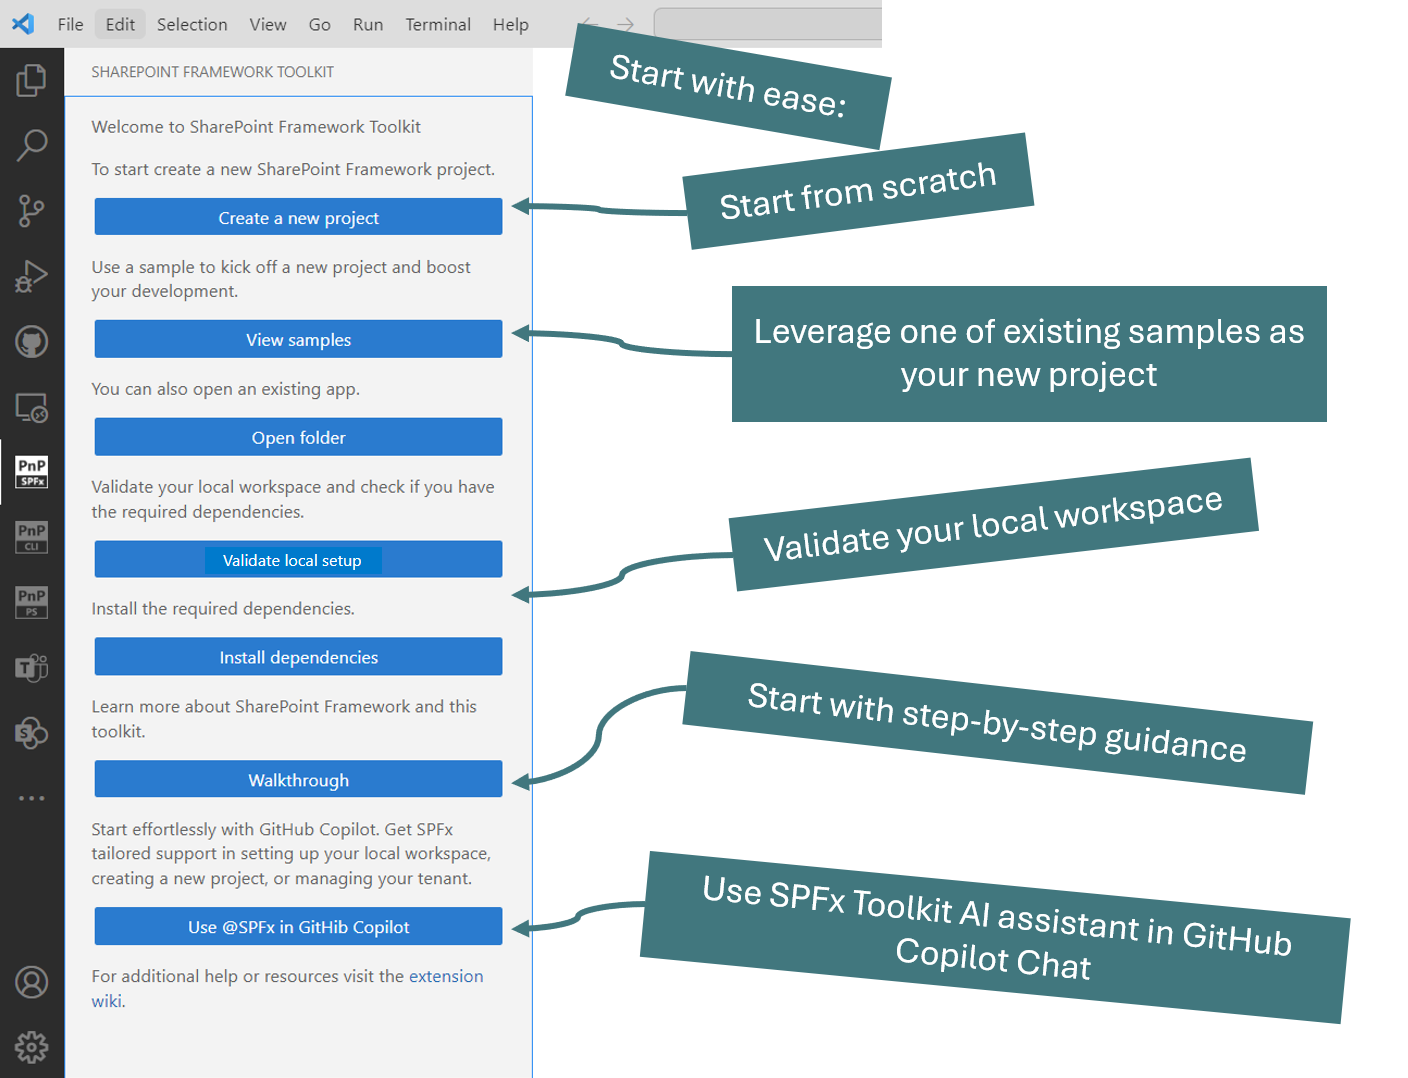 File Edit Selection View Go Run Terminal Help
SHAREPOINT FRAMEWORK TOOLKIT
Welcome to SharePoint Framework Toolkit
To start create a new SharePoint Framework project.
Create a new project
Use a sample to kick off a new project and boost
your development.
View samples
You can also open an existing app.
Open folder
Validate your local workspace and check if you have
the required dependencies.
Validate local setup
Install the required dependencies.
Install dependencies
Learn more about SharePoint Framework and this
toolkit.
Walkthrough
Start effortlessly with GitHub Copilot. Get SPFx
tailored support in setting up your local workspace,
creating a new project, or managing your tenant.
Use @SPFx in GitHib Copilot
For additional help or resources visit the extension
wiki.
PnP
SPFx
PnP
CLI
PnP
PS
T
S
Start with ease:
Start from scratch
Leverage one of existing samples as
your new project
Validate your local workspace
Start with step-by-step guidance
Use SPFx Toolkit AI assistant in GitHub
Copilot Chat